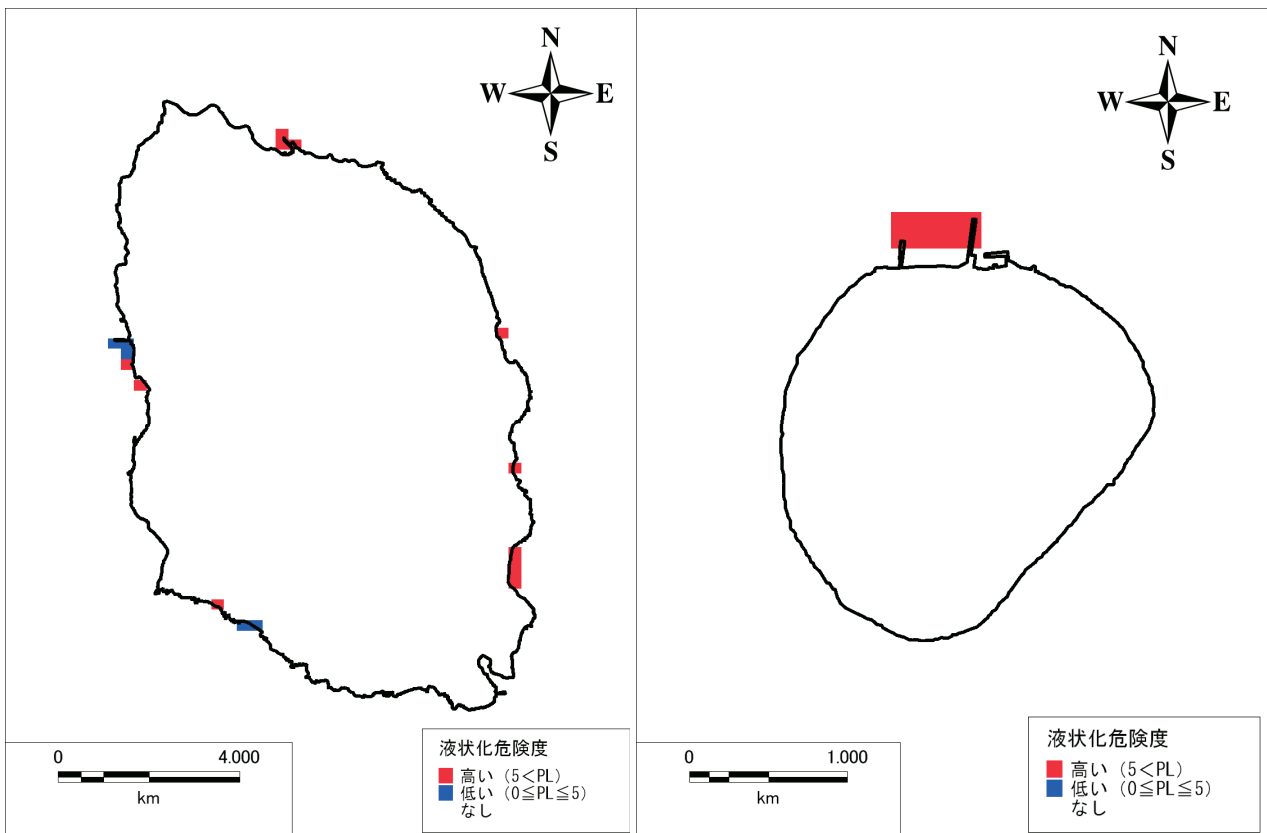 N
W E
S
0 4.000
km
液状化危険度
高い（5<PL）
低い（0≦PL≦5）
なし
N
W E
S
0 1.000
km
液状化危険度
高い（5<PL）
低い（0≦PL≦5）
なし